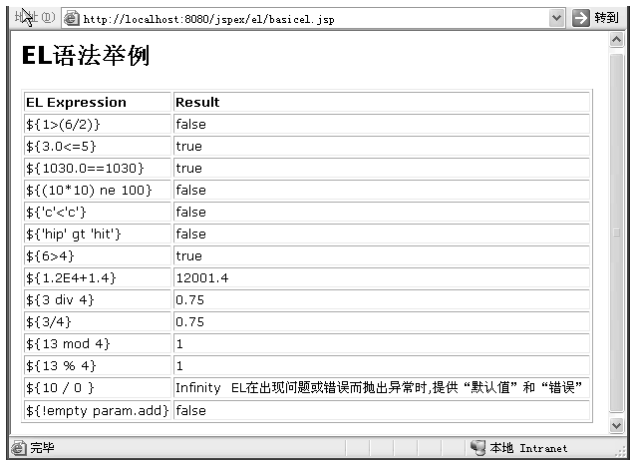 地址(D) http://localhost:8080/jspex/el/basicel.jsp 转到
EL语法举例
EL Expression Result
${1>(6/2)} false
${3.0<=5} true
${1030.0==1030} true
${(10*10) ne 100} false
${'c'<'c'} false
${'hip' gt 'hit'} false
${6>4} true
${1.2E4+1.4} 12001.4
${3 div 4} 0.75
${3/4} 0.75
${13 mod 4} 1
${13 % 4} 1
${10 / 0 } Infinity EL在出现问题或错误而抛出异常时,提供“默认值”和“错误”
${!empty param.add} false
完毕 本地 Intranet